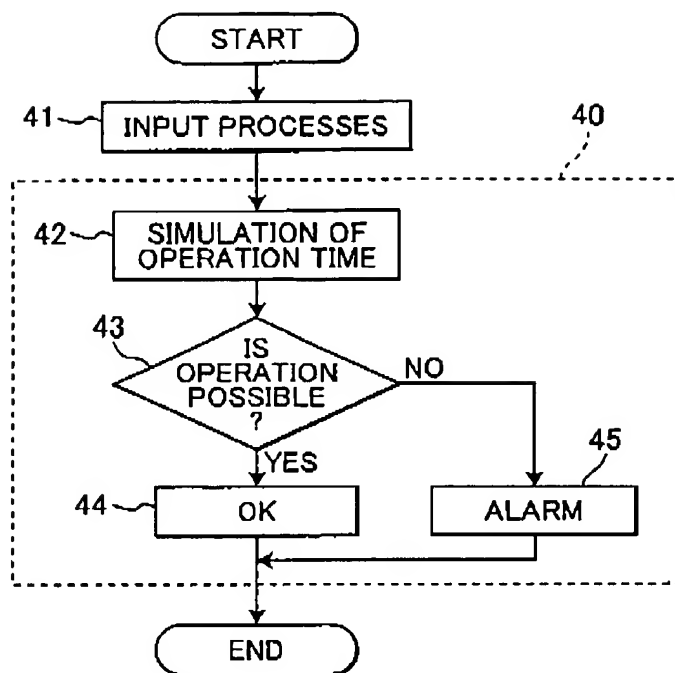 START
41
INPUT PROCESSES
40
42
SIMULATION OF
OPERATION TIME
43
IS
OPERATION
POSSIBLE
?
NO
YES
44
OK
45
ALARM
END